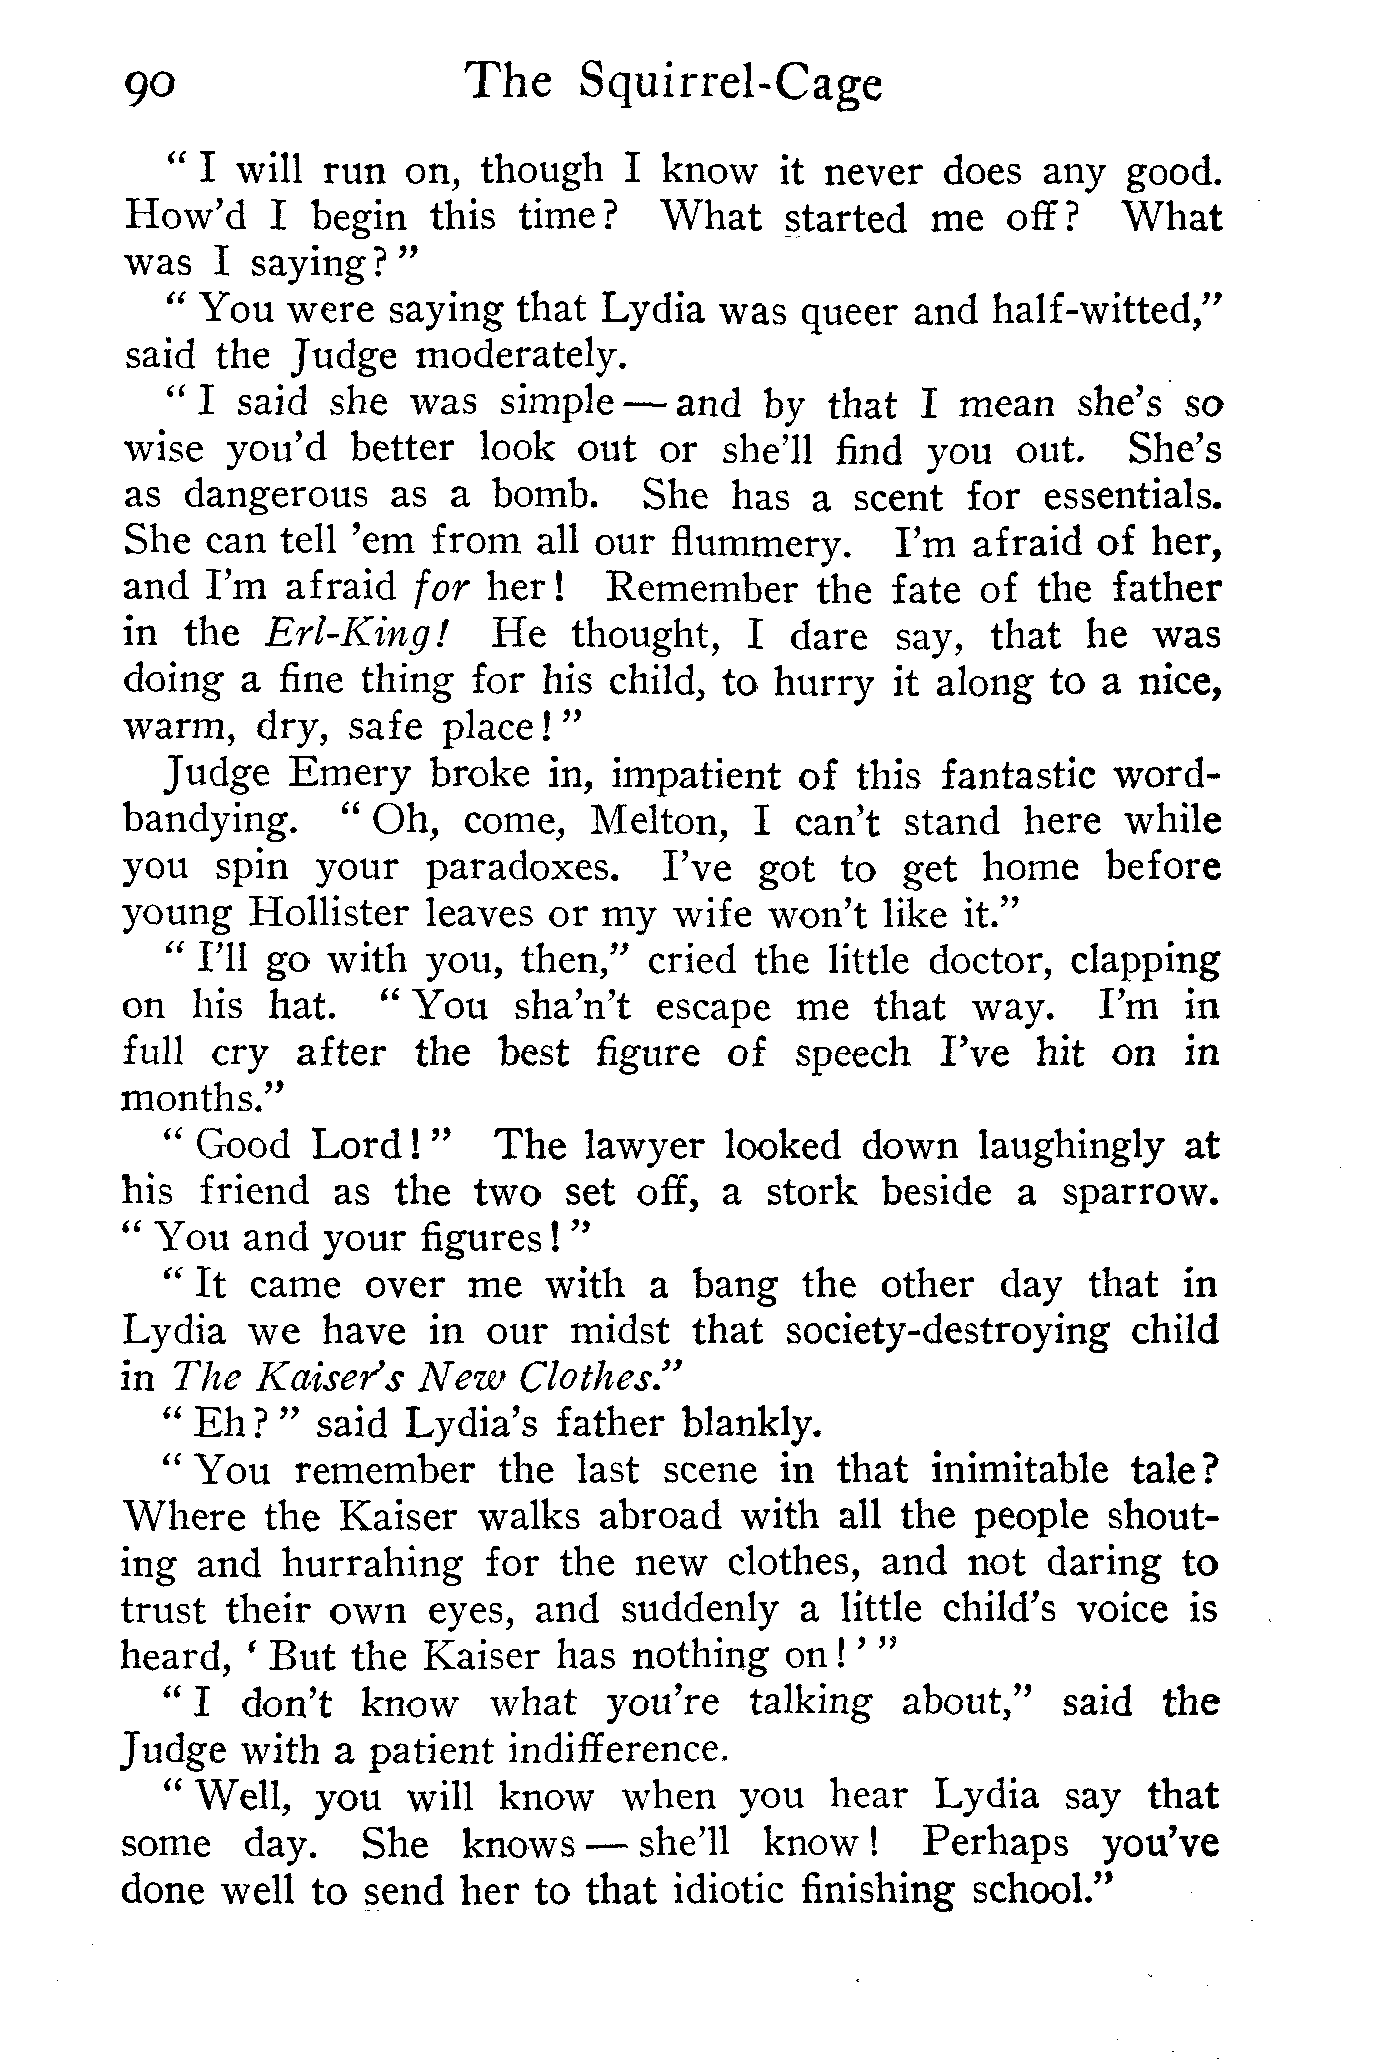 90 The Squirrel-Cage
" I will run on, though I know it never does any good.
How'd I begin this time? What started me off? What
was I saying? "
" You were saying that Lydia was queer and half-witted,"
said the Judge moderately.
" I said she was simple — and by that I mean she's so
wise you'd better look out or she'll find you out. She's
as dangerous as a bomb. She has a scent for essentials.
She can tell 'em from all our flummery. I'm afraid of her,
and I'm afraid for her! Remember the fate of the father
in the Erl-King! He thought, I dare say, that he was
doing a fine thing for his child, to hurry it along to a nice,
warm, dry, safe place! "
Judge Emery broke in, impatient of this fantastic word-
bandying. " Oh, come, Melton, I can't stand here while
you spin your paradoxes. I've got to get home before
young Hollister leaves or my wife won't like it."
" I'll go with you, then," cried the little doctor, clapping
on his hat. " You sha'n't escape me that way. I'm in
full cry after the best figure of speech I've hit on in
months."
" Good Lord! " The lawyer looked down laughingly at
his friend as the two set off, a stork beside a sparrow.
" You and your figures! "
" It came over me with a bang the other day that in
Lydia we have in our midst that society-destroying child
in The Kaiser's New Clothes."
" Eh? " said Lydia's father blankly.
" You remember the last scene in that inimitable tale?
Where the Kaiser walks abroad with all the people shout-
ing and hurrahing for the new clothes, and not daring to
trust their own eyes, and suddenly a little child's voice is
heard, ' But the Kaiser has nothing on! ' "
" I don't know what you're talking about," said the
Judge with a patient indifference.
" Well, you will know when you hear Lydia say that
some day. She knows — she'll know! Perhaps you've
done well to send her to that idiotic finishing school."